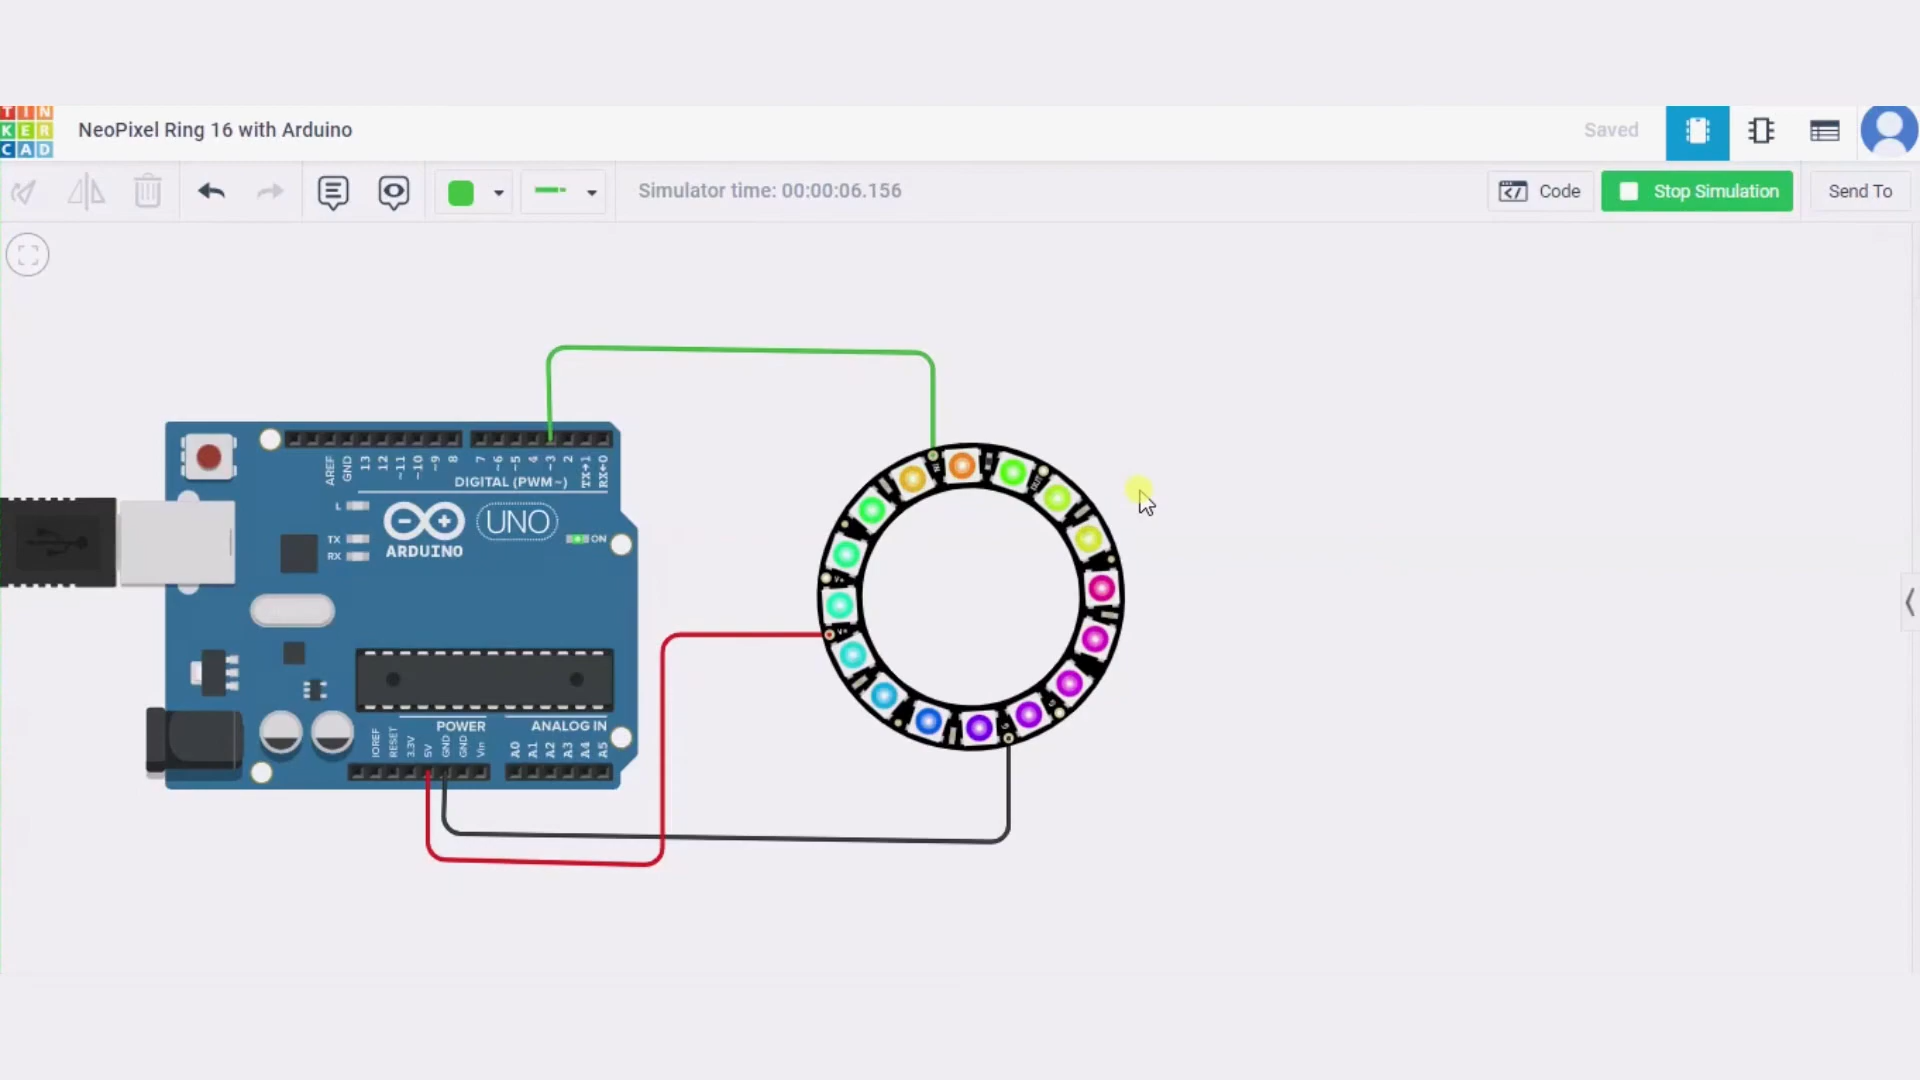 TINKERCAD
NeoPixel Ring 16 with Arduino
Saved
Simulator time: 00:00:06.156
Code
Stop Simulation
Send To
AREF
GND
13
12
~11
~10
~9
8
7
~6
~5
4
~3
2
TX→1
RX←0
DIGITAL (PWM~)
L
TX
RX
UNO
ARDUINO
ON
POWER
ANALOG IN
IOREF
RESET
3.3V
5V
GND
GND
Vin
A0
A1
A2
A3
A4
A5
IN
OUT
V+
V+
G
G